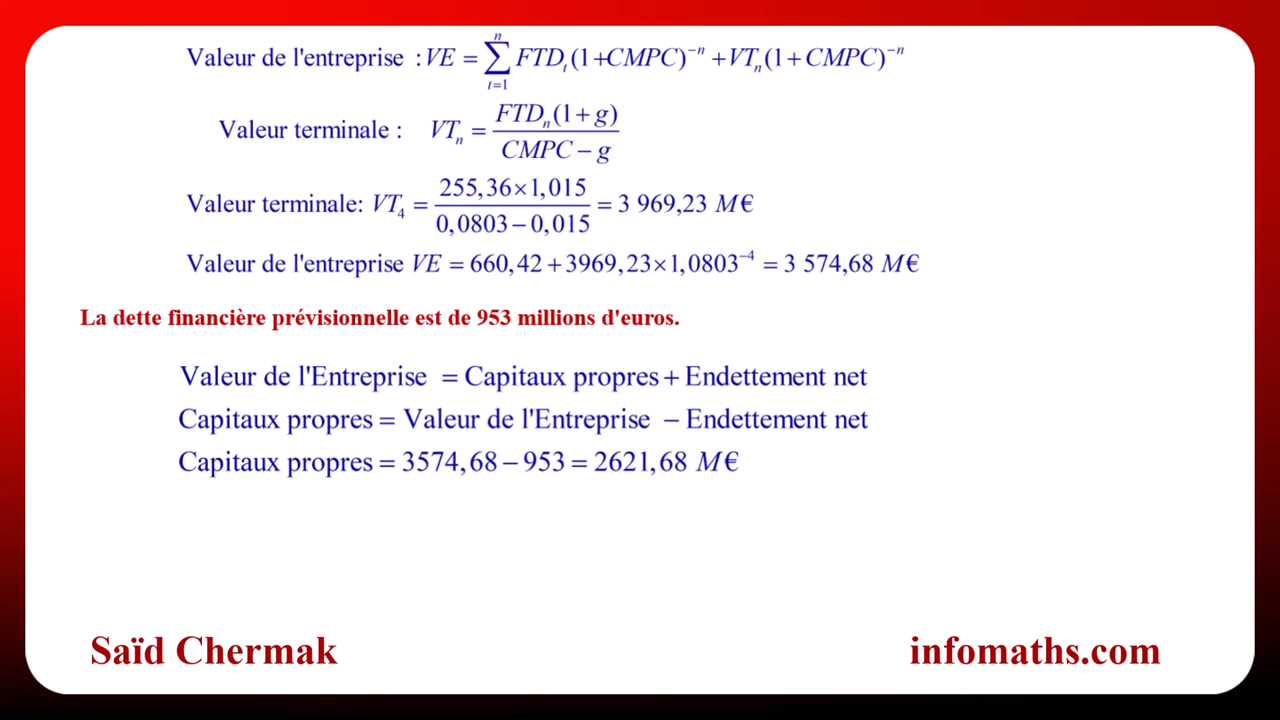 Valeur de l'entreprise : VE = ∑_{t=1}^{n} FTD_t (1+CMPC)^{-n} + VT_n (1+CMPC)^{-n}
Valeur terminale : VT_n = \frac{FTD_n (1+g)}{CMPC − g}
Valeur terminale: VT_4 = \frac{255,36×1,015}{0,0803−0,015} = 3 969,23 M€
Valeur de l'entreprise VE = 660,42 + 3969,23×1,0803^{-4} = 3 574,68 M€
La dette financière prévisionnelle est de 953 millions d'euros.
Valeur de l'Entreprise = Capitaux propres + Endettement net
Capitaux propres = Valeur de l'Entreprise − Endettement net
Capitaux propres = 3574,68 − 953 = 2621,68 M€
Saïd Chermak
infomaths.com